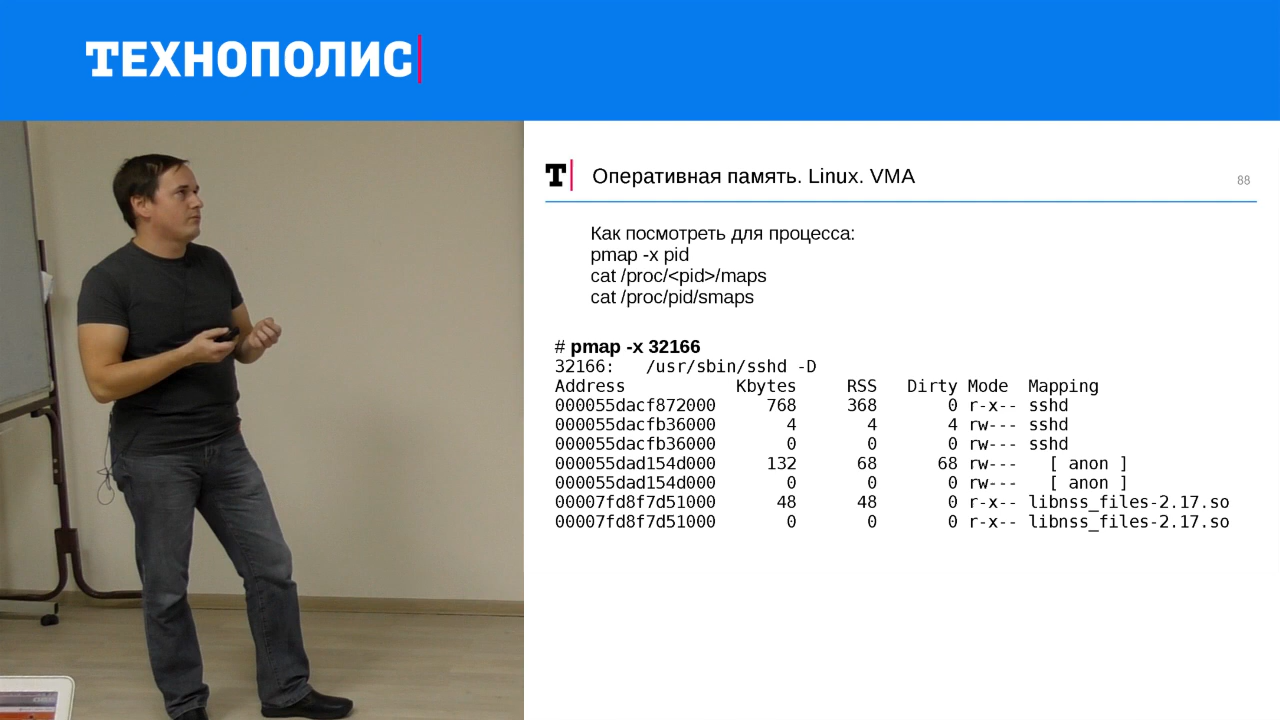 ТЕХНОПОЛИС
Т Оперативная память. Linux. VMA 88
Как посмотреть для процесса:
pmap -x pid
cat /proc/<pid>/maps
cat /proc/pid/smaps
# pmap -x 32166
32166:   /usr/sbin/sshd -D
Address           Kbytes     RSS   Dirty Mode  Mapping
000055dacf872000     768     368       0 r-x-- sshd
000055dacfb36000       4       4       4 rw--- sshd
000055dacfb36000       0       0       0 rw--- sshd
000055dad154d000     132      68      68 rw---   [ anon ]
000055dad154d000       0       0       0 rw---   [ anon ]
00007fd8f7d51000      48      48       0 r-x-- libnss_files-2.17.so
00007fd8f7d51000       0       0       0 r-x-- libnss_files-2.17.so